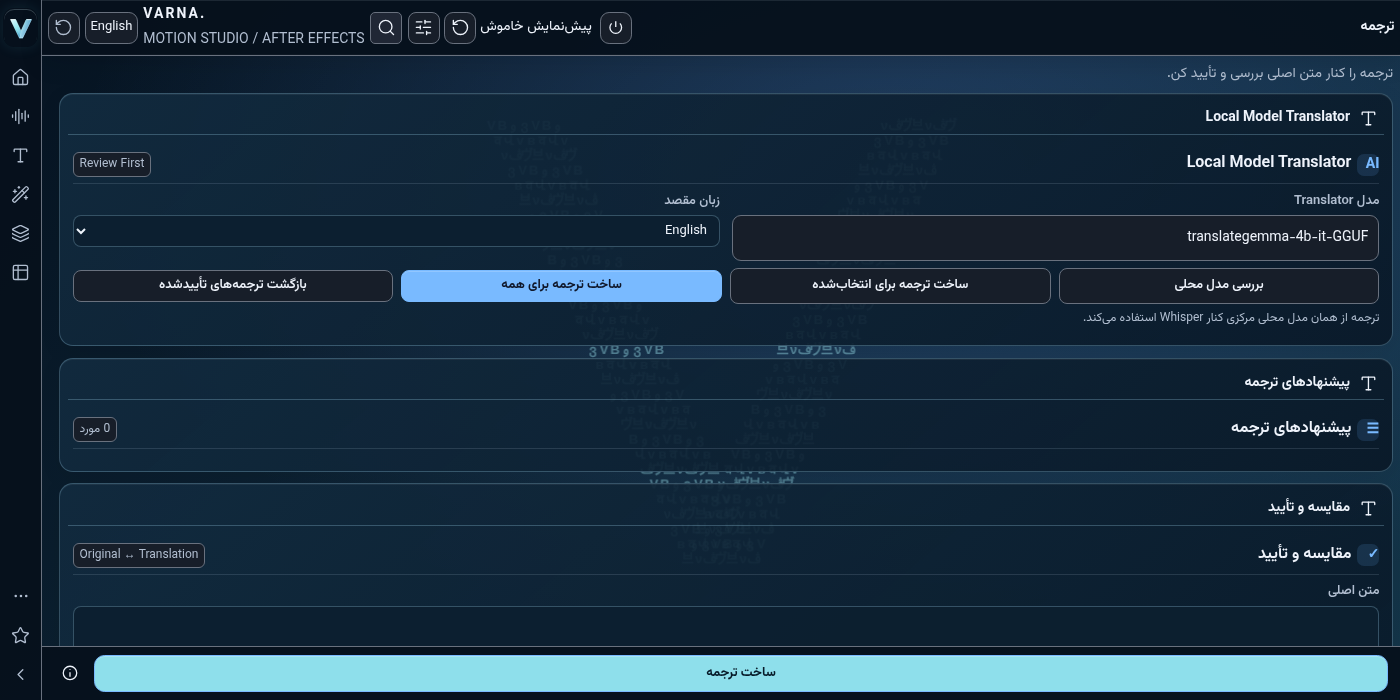 ترجمه
پیش‌نمایش خاموش
VARNA.
MOTION STUDIO / AFTER EFFECTS
English
ترجمه را کنار متن اصلی بررسی و تأیید کن.
Local Model Translator
AI Local Model Translator
Review First
مدل Translator
زبان مقصد
translategemma-4b-it-GGUF
English
بررسی مدل محلی
ساخت ترجمه برای انتخاب‌شده
ساخت ترجمه برای همه
بازگشت ترجمه‌های تأییدشده
ترجمه از همان مدل محلی مرکزی کنار Whisper استفاده می‌کند.
پیشنهادهای ترجمه
پیشنهادهای ترجمه
0 مورد
مقایسه و تأیید
✓ مقایسه و تأیید
Original ↔ Translation
متن اصلی
ساخت ترجمه